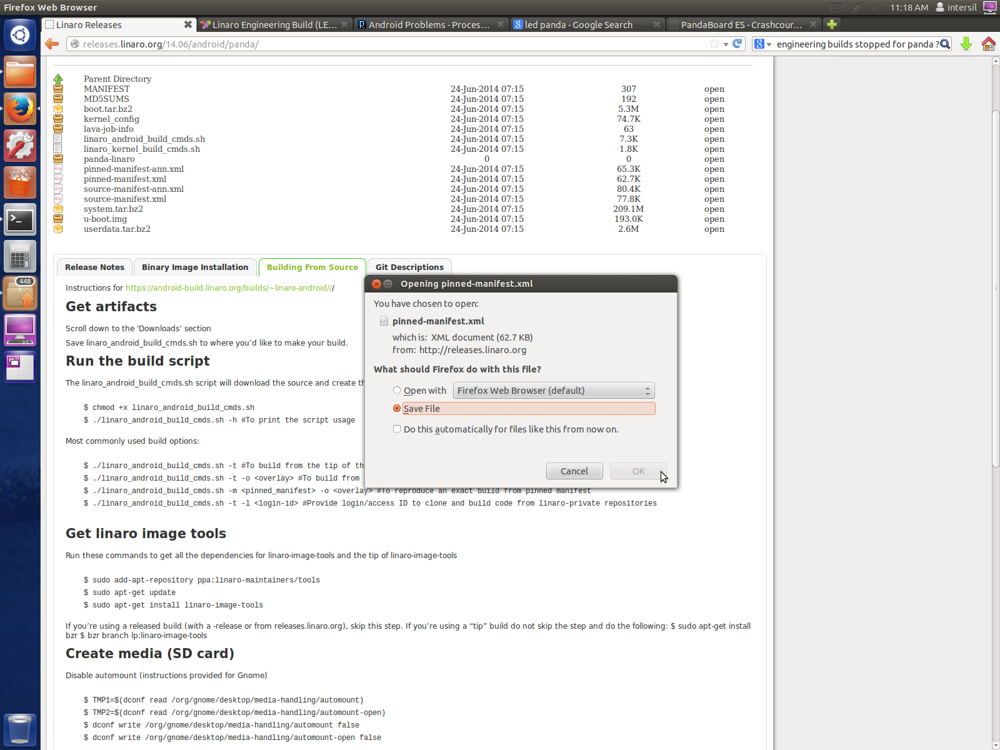 Firefox Web Browser
11:18 AM
intersil
Linaro Releases
Linaro Engineering Build (LE...
Android Problems - Proces...
led panda - Google Search
PandaBoard ES - Crashcour...
releases.linaro.org/14.06/android/panda/
engineering builds stopped for panda ?
448
Parent Directory
MANIFEST 24-Jun-2014 07:15 307 open
MD5SUMS 24-Jun-2014 07:15 192 open
boot.tar.bz2 24-Jun-2014 07:15 5.3M open
kernel_config 24-Jun-2014 07:15 74.7K open
lava-job-info 24-Jun-2014 07:15 63 open
linaro_android_build_cmds.sh 24-Jun-2014 07:15 7.3K open
linaro_kernel_build_cmds.sh 24-Jun-2014 07:15 1.8K open
panda-linaro 0 0 open
pinned-manifest-ann.xml 24-Jun-2014 07:15 65.3K open
pinned-manifest.xml 24-Jun-2014 07:15 62.7K open
source-manifest-ann.xml 24-Jun-2014 07:15 80.4K open
source-manifest.xml 24-Jun-2014 07:15 77.8K open
system.tar.bz2 24-Jun-2014 07:15 209.1M open
u-boot.img 24-Jun-2014 07:15 193.0K open
userdata.tar.bz2 24-Jun-2014 07:15 2.6M open
Release Notes
Binary Image Installation
Building From Source
Git Descriptions
Instructions for https://android-build.linaro.org/builds/~linaro-android///
Get artifacts
Scroll down to the 'Downloads’ section
Save linaro_android_build_cmds.sh to where you’d like to make your build.
Run the build script
The linaro_android_build_cmds.sh script will download the source and create th
$ chmod +x linaro_android_build_cmds.sh
$ ./linaro_android_build_cmds.sh -h #To print the script usage
Most commonly used build options:
$ ./linaro_android_build_cmds.sh -t #To build from the tip of th
$ ./linaro_android_build_cmds.sh -t -o <overlay> #To build from
$ ./linaro_android_build_cmds.sh -m <pinned_manifest> -o <overlay> #To reproduce an exact build from pinned manifest
$ ./linaro_android_build_cmds.sh -t -l <login-id> #Provide login/access ID to clone and build code from linaro-private repositories
Opening pinned-manifest.xml
You have chosen to open:
pinned-manifest.xml
which is: XML document (62.7 KB)
from: http://releases.linaro.org
What should Firefox do with this file?
Open with
Firefox Web Browser (default)
Save File
Do this automatically for files like this from now on.
Cancel
OK
Get linaro image tools
Run these commands to get all the dependencies for linaro-image-tools and the tip of linaro-image-tools
$ sudo add-apt-repository ppa:linaro-maintainers/tools
$ sudo apt-get update
$ sudo apt-get install linaro-image-tools
If you’re using a released build (with a -release or from releases.linaro.org), skip this step. If you’re using a “tip” build do not skip the step and do the following: $ sudo apt-get install
bzr $ bzr branch lp:linaro-image-tools
Create media (SD card)
Disable automount (instructions provided for Gnome)
$ TMP1=$(dconf read /org/gnome/desktop/media-handling/automount)
$ TMP2=$(dconf read /org/gnome/desktop/media-handling/automount-open)
$ dconf write /org/gnome/desktop/media-handling/automount false
$ dconf write /org/gnome/desktop/media-handling/automount-open false